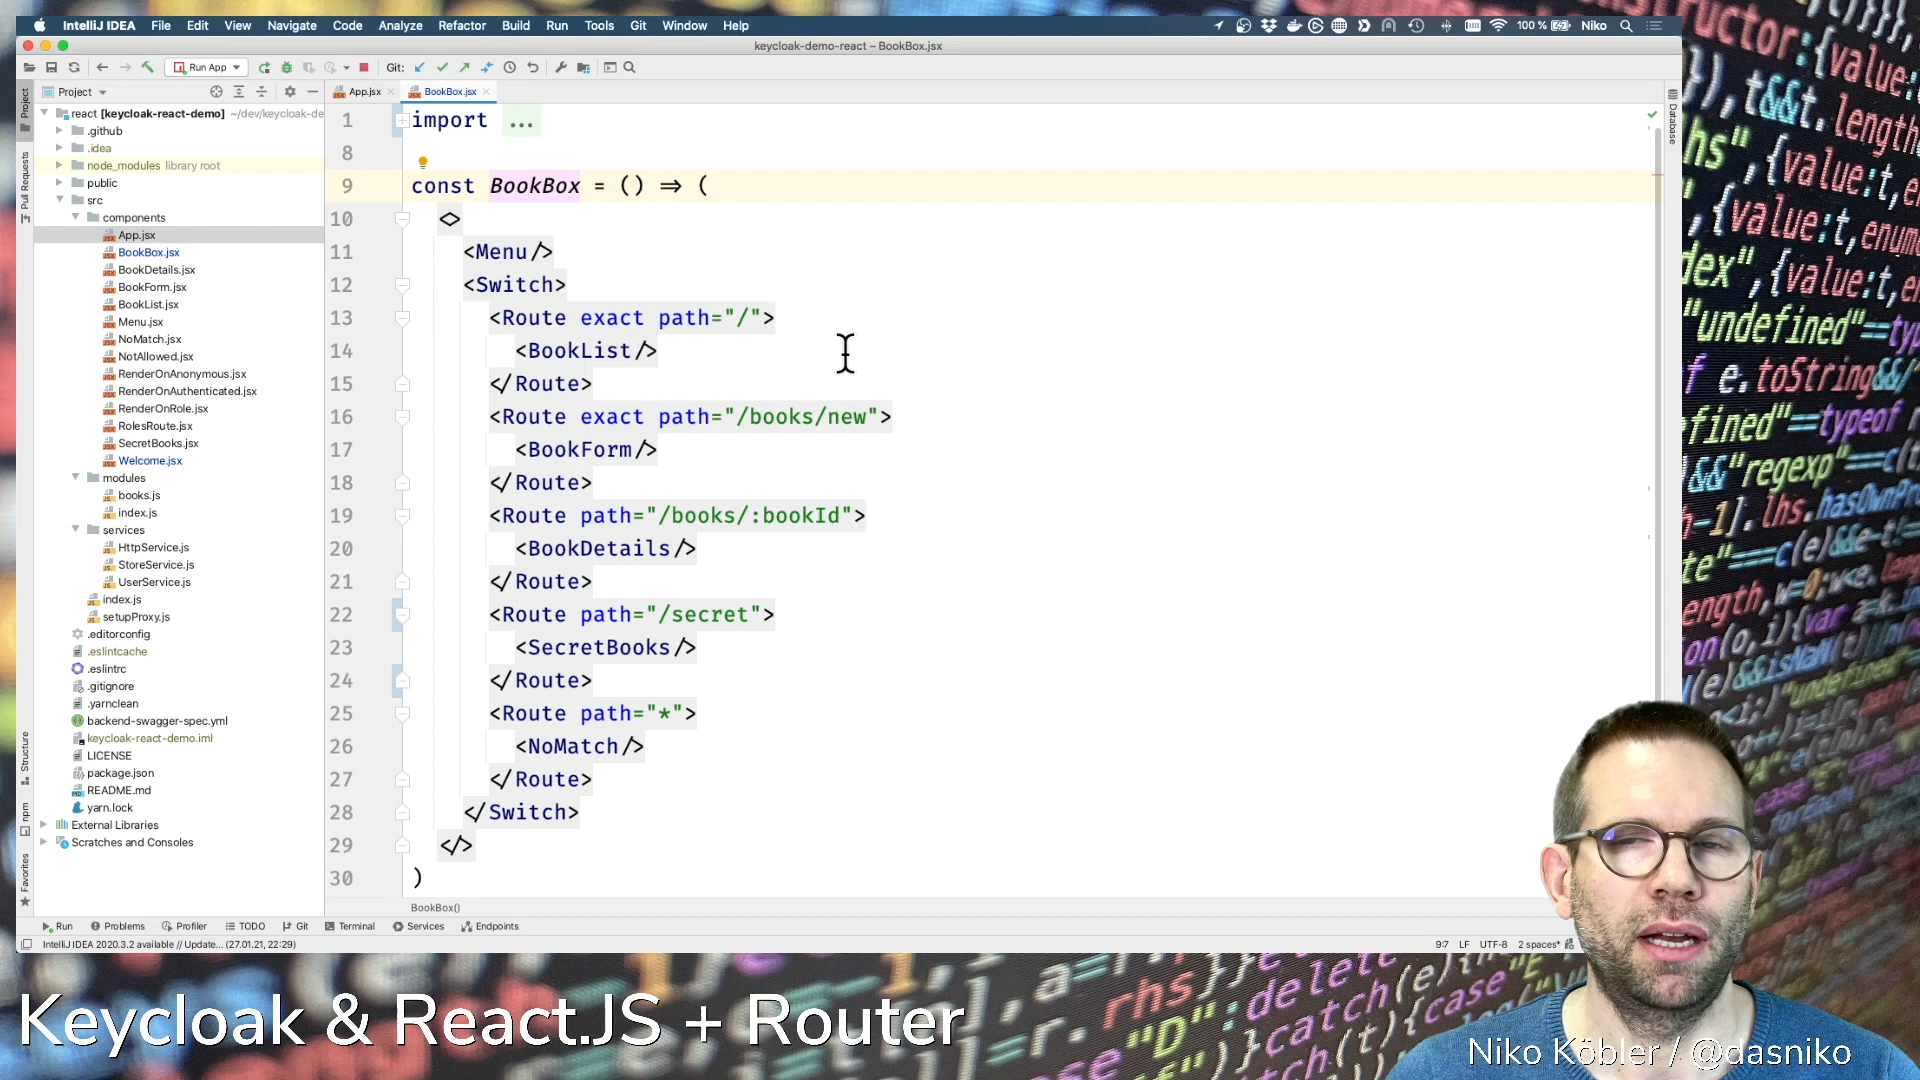 IntelliJ IDEA File Edit View Navigate Code Analyze Refactor Build Run Tools Git Window Help
100 % Niko
keycloak-demo-react – BookBox.jsx
Run App Git:
Project
App.jsx BookBox.jsx
react [keycloak-react-demo] ~/dev/keycloak-de
.github
.idea
node_modules library root
public
src
components
App.jsx
BookBox.jsx
BookDetails.jsx
BookForm.jsx
BookList.jsx
Menu.jsx
NoMatch.jsx
NotAllowed.jsx
RenderOnAnonymous.jsx
RenderOnAuthenticated.jsx
RenderOnRole.jsx
RolesRoute.jsx
SecretBooks.jsx
Welcome.jsx
modules
books.js
index.js
services
HttpService.js
StoreService.js
UserService.js
index.js
setupProxy.js
.editorconfig
.eslintcache
.eslintrc
.gitignore
.yarnclean
backend-swagger-spec.yml
keycloak-react-demo.iml
LICENSE
package.json
README.md
yarn.lock
External Libraries
Scratches and Consoles
Project
Pull Requests
Structure
npm
Favorites
Database
1 import ...
8
9 const BookBox = () => (
10 <>
11 <Menu/>
12 <Switch>
13 <Route exact path="/">
14 <BookList/>
15 </Route>
16 <Route exact path="/books/new">
17 <BookForm/>
18 </Route>
19 <Route path="/books/:bookId">
20 <BookDetails/>
21 </Route>
22 <Route path="/secret">
23 <SecretBooks/>
24 </Route>
25 <Route path="*">
26 <NoMatch/>
27 </Route>
28 </Switch>
29 </>
30 )
BookBox()
Run Problems Profiler TODO Git Terminal Services Endpoints
IntelliJ IDEA 2020.3.2 available // Update... (27.01.21, 22:29)
9:7 LF UTF-8 2 spaces*
Keycloak & React.JS + Router
Niko Köbler / @dasniko